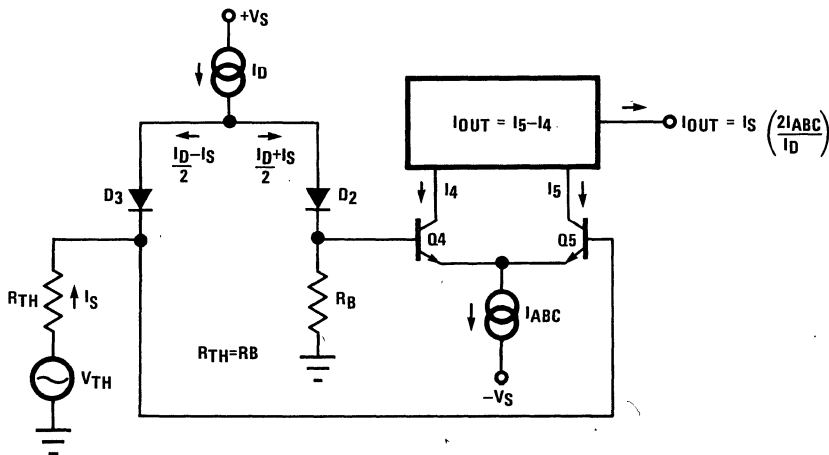 +VS
ID
IOUT = I5–I4
IOUT = IS (2IABC/ID)
ID/2 –IS
ID/2 +IS
I4
I5
D3
D2
Q4
Q5
RTH
IS
RB
IABC
RTH=RB
VTH
–VS